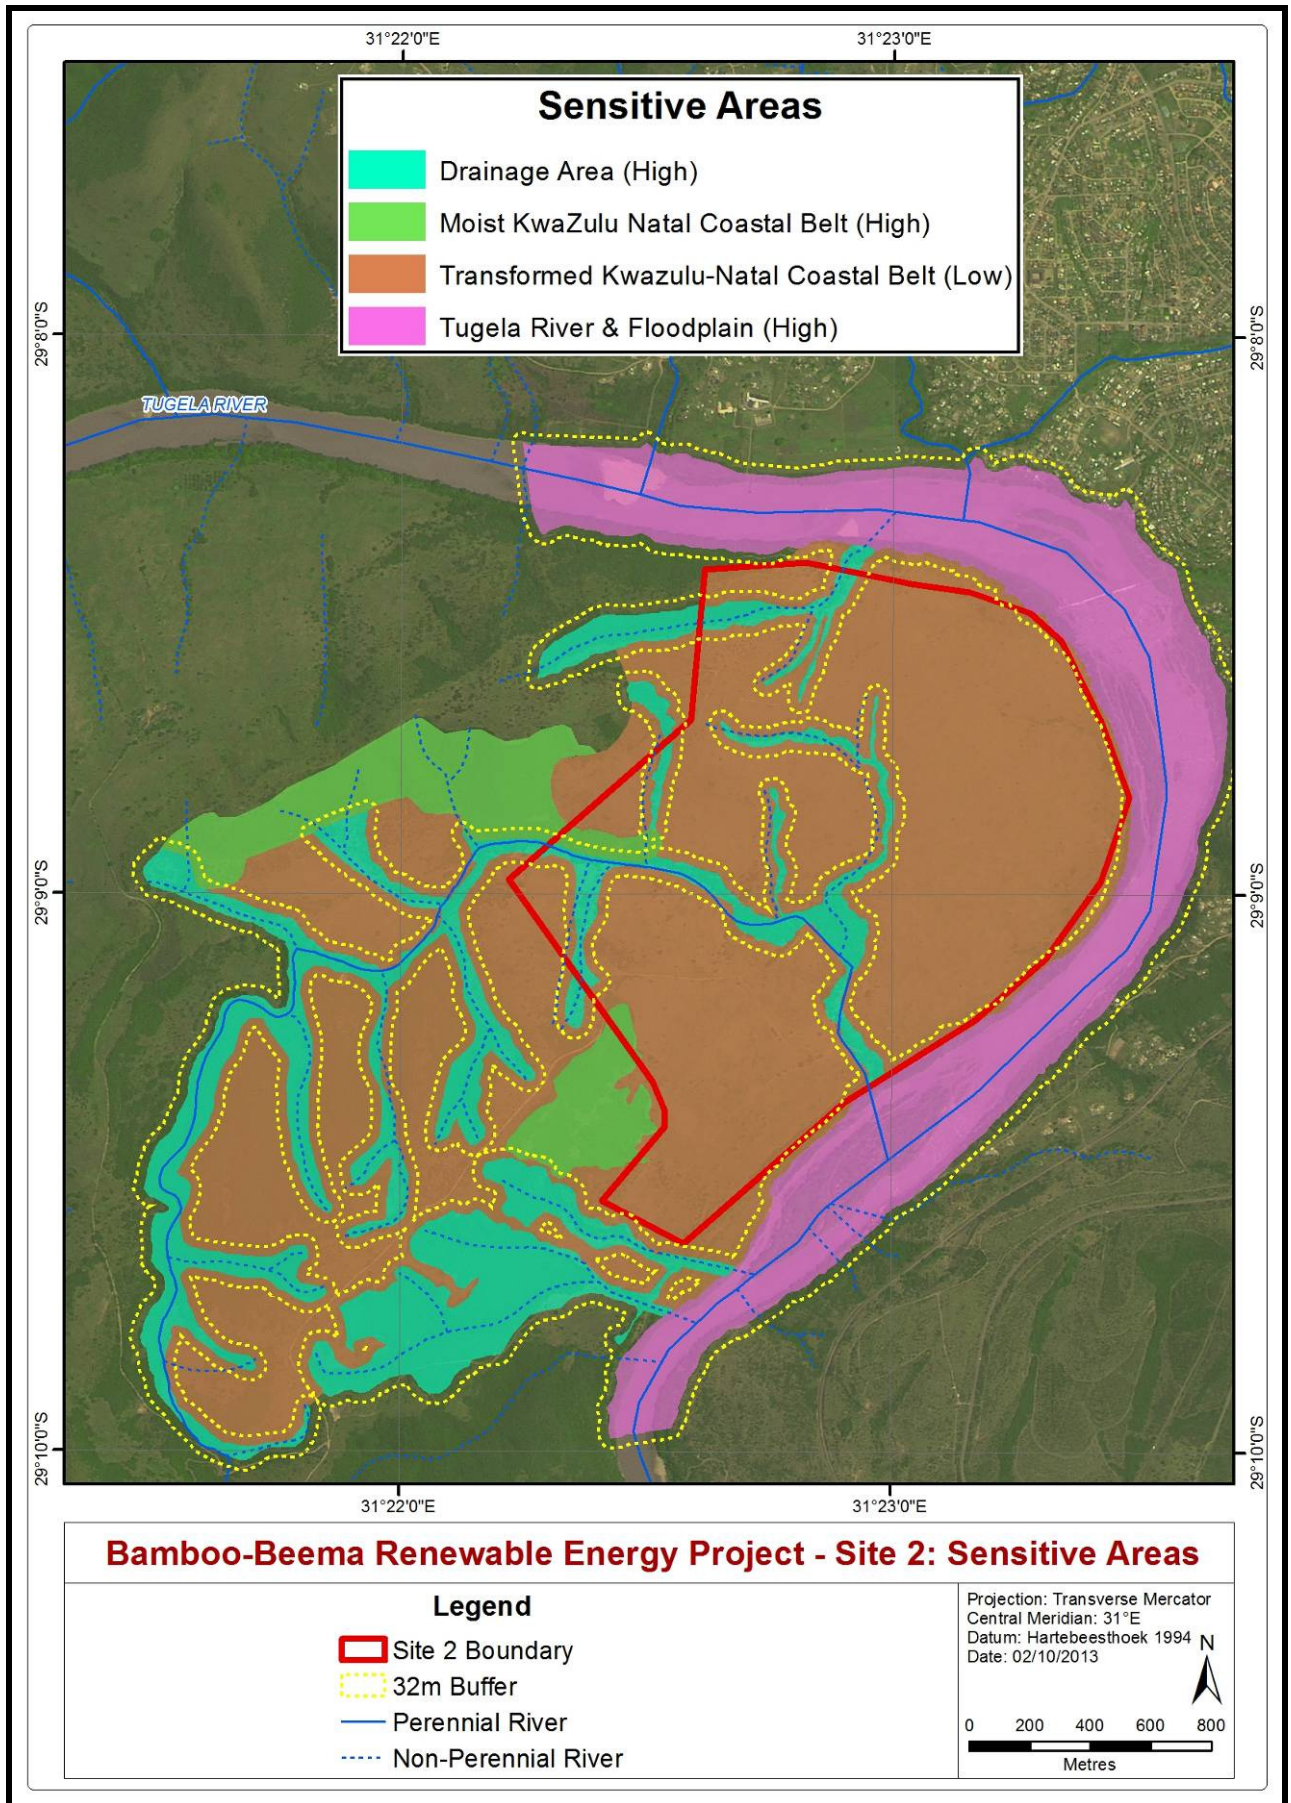 31°22'0"E
31°23'0"E
Sensitive Areas
Drainage Area (High)
Moist KwaZulu Natal Coastal Belt (High)
Transformed Kwazulu-Natal Coastal Belt (Low)
Tugela River & Floodplain (High)
29°8'0"S
29°8'0"S
TUGELA RIVER
29°9'0"S
29°9'0"S
29°10'0"S
29°10'0"S
31°22'0"E
31°23'0"E
Bamboo-Beema Renewable Energy Project - Site 2: Sensitive Areas
Legend
Site 2 Boundary
32m Buffer
Perennial River
Non-Perennial River
Projection: Transverse Mercator
Central Meridian: 31°E
Datum: Hartebeesthoek 1994
Date: 02/10/2013
N
0 200 400 600 800
Metres